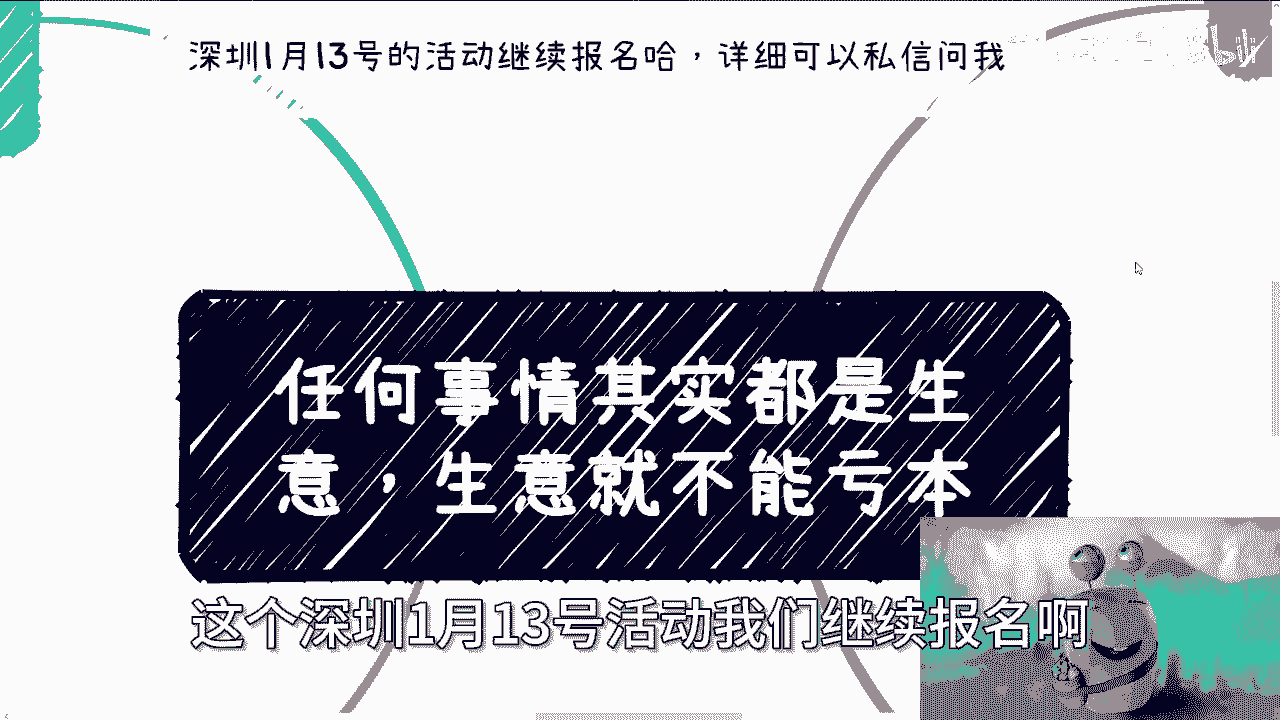 深圳1月13号的活动继续报名哈，详细可以私信问我
任何事情其实都是生
意，生意就不能亏本
这个深圳1月13号活动我们继续报名啊